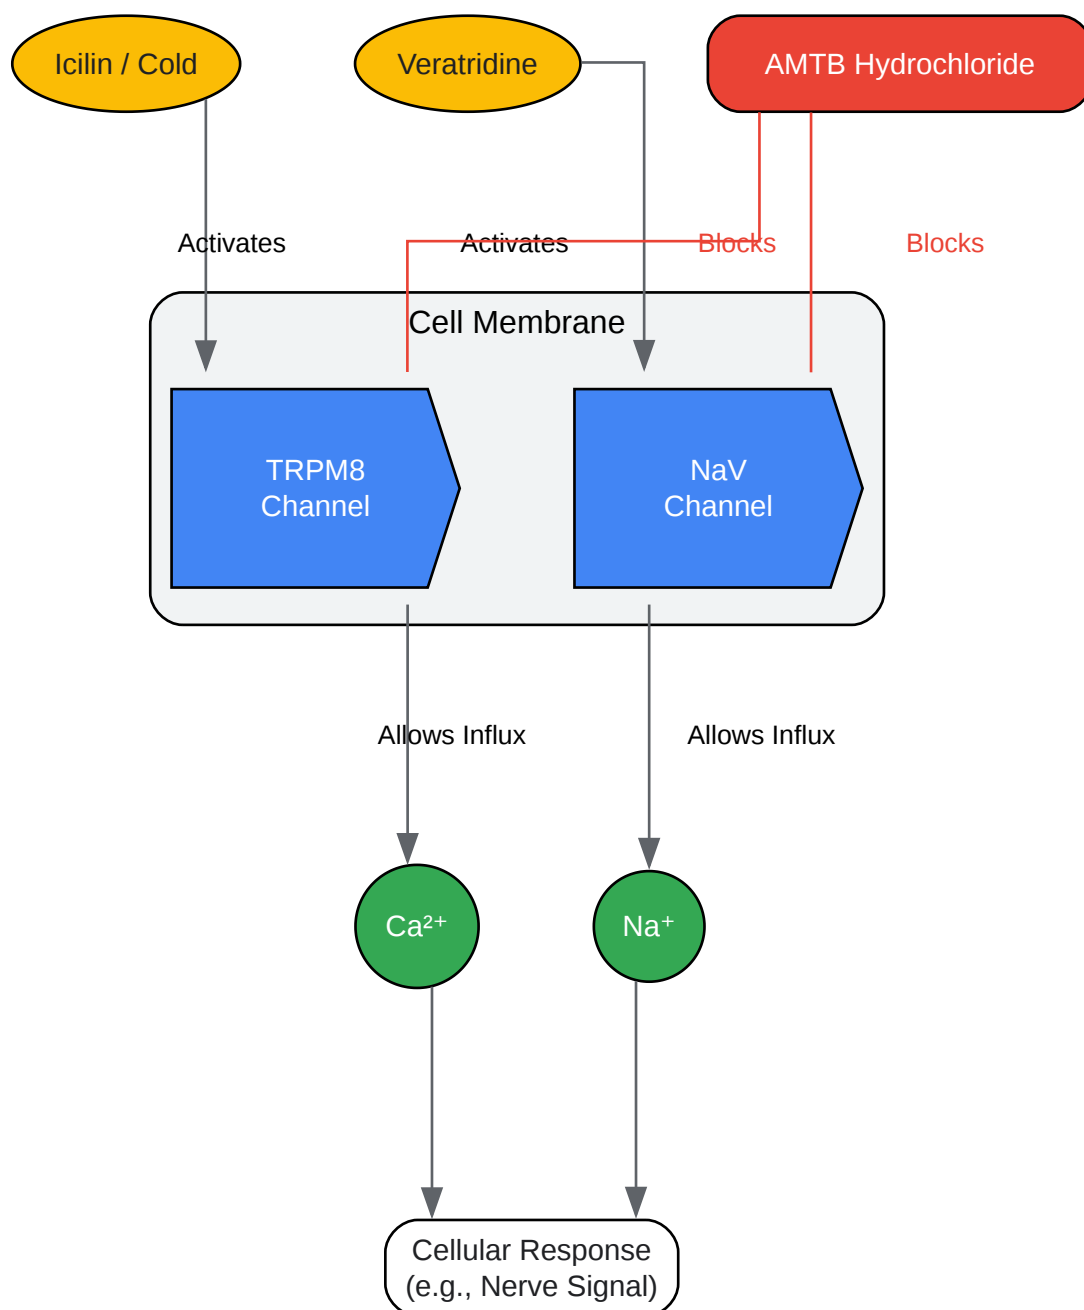 Icilin / Cold
Veratridine
AMTB Hydrochloride
Activates
Activates
Blocks
Blocks
Cell Membrane
TRPM8
Channel
NaV
Channel
Allows Influx
Allows Influx
Ca²⁺
Na⁺
Cellular Response
(e.g., Nerve Signal)